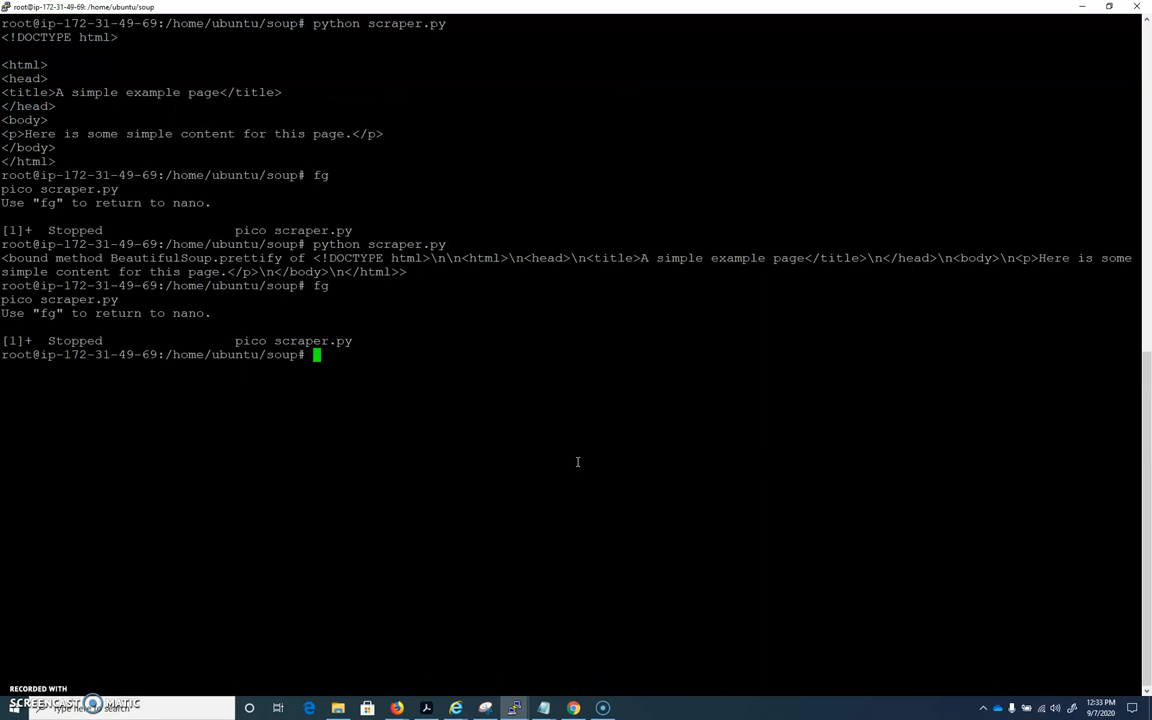 root@ip-172-31-49-69: /home/ubuntu/soup
root@ip-172-31-49-69:/home/ubuntu/soup# python scraper.py
<!DOCTYPE html>
<html>
<head>
<title>A simple example page</title>
</head>
<body>
<p>Here is some simple content for this page.</p>
</body>
</html>
root@ip-172-31-49-69:/home/ubuntu/soup# fg
pico scraper.py
Use "fg" to return to nano.
[1]+  Stopped                 pico scraper.py
root@ip-172-31-49-69:/home/ubuntu/soup# python scraper.py
<bound method BeautifulSoup.prettify of <!DOCTYPE html>\n\n<html>\n<head>\n<title>A simple example page</title>\n</head>\n<body>\n<p>Here is some
simple content for this page.</p>\n</body>\n</html>>
root@ip-172-31-49-69:/home/ubuntu/soup# fg
pico scraper.py
Use "fg" to return to nano.
[1]+  Stopped                 pico scraper.py
root@ip-172-31-49-69:/home/ubuntu/soup#
RECORDED WITH
SCREENCAST MATIC
Type here to search
12:33 PM
9/7/2020